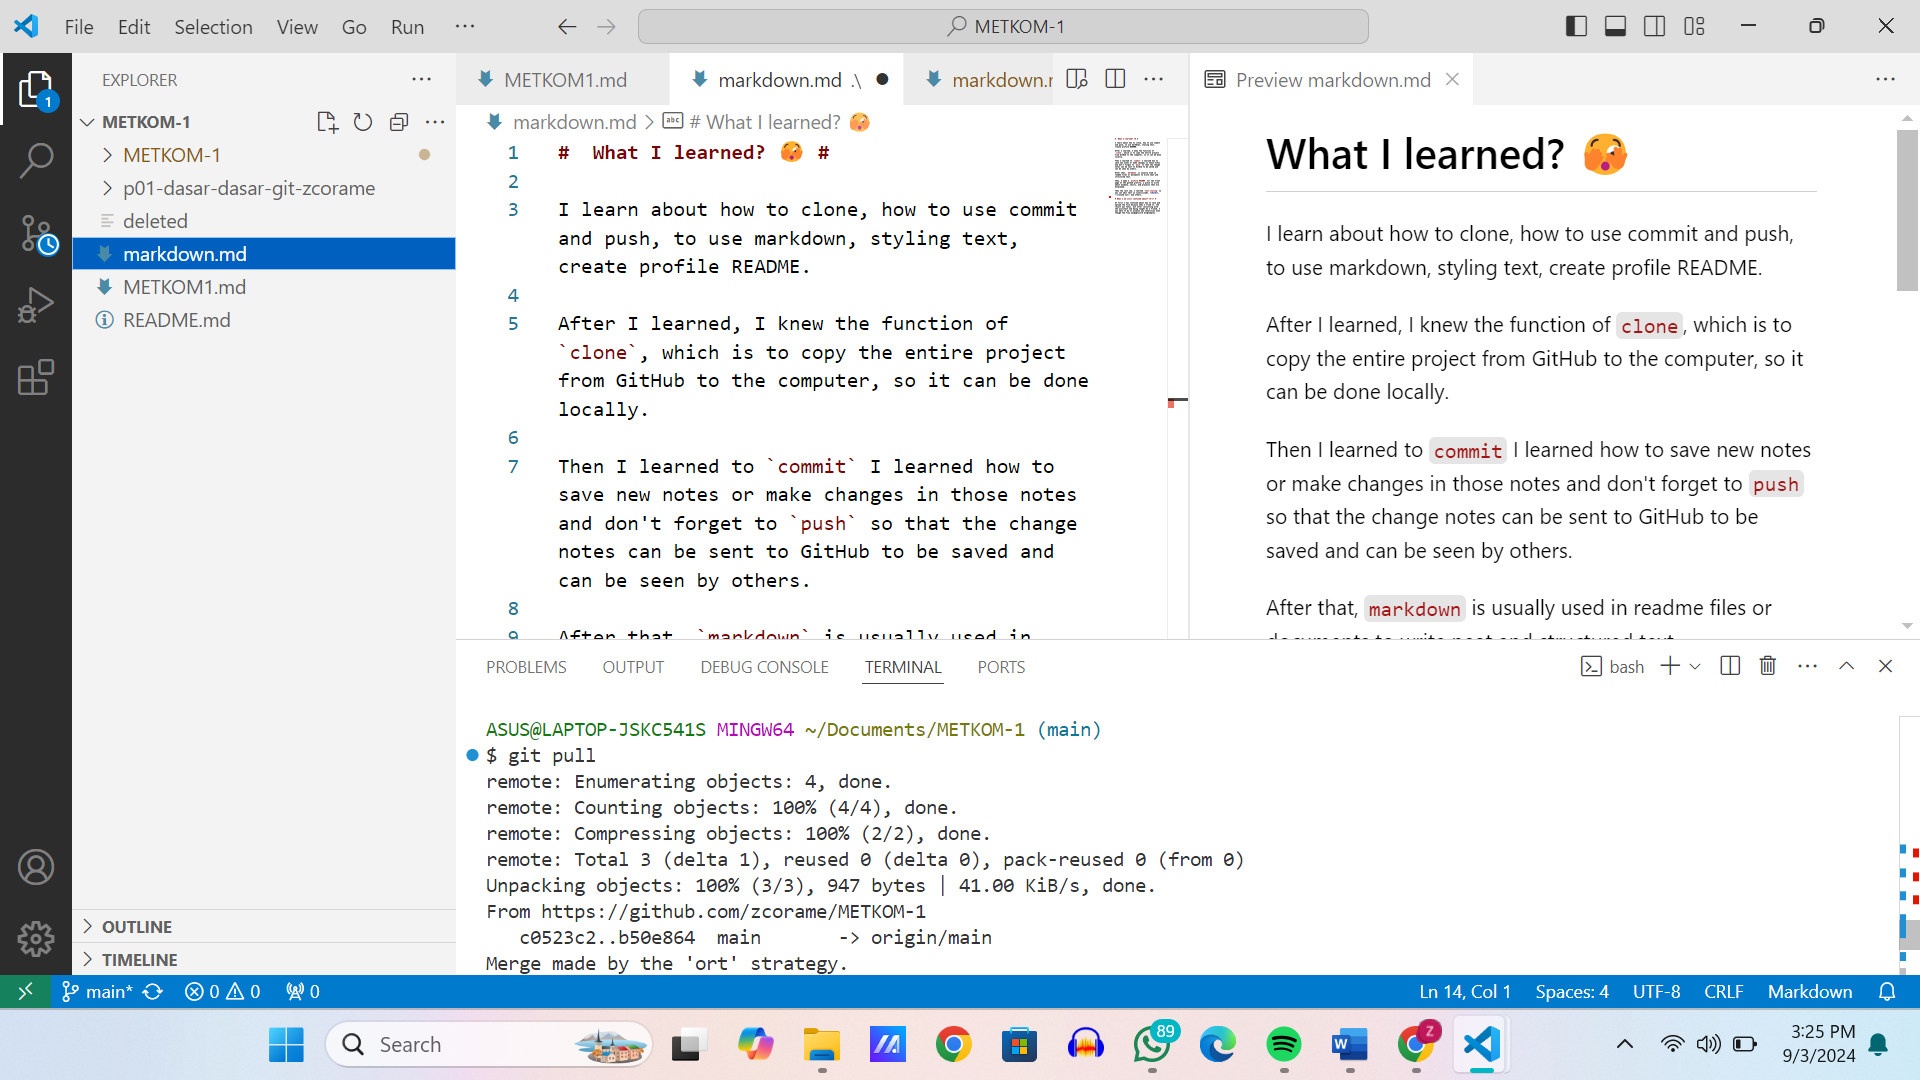 File Edit Selection View Go Run ···
METKOM-1
EXPLORER
METKOM-1
METKOM-1
p01-dasar-dasar-git-zcorame
deleted
markdown.md
METKOM1.md
README.md
OUTLINE
TIMELINE
1
METKOM1.md
markdown.md .\
markdown.r
markdown.md > # What I learned? 😗
1 # What I learned? 😗 #
2
3 I learn about how to clone, how to use commit
and push, to use markdown, styling text,
create profile README.
4
5 After I learned, I knew the function of
`clone`, which is to copy the entire project
from GitHub to the computer, so it can be done
locally.
6
7 Then I learned to `commit` I learned how to
save new notes or make changes in those notes
and don't forget to `push` so that the change
notes can be sent to GitHub to be saved and
can be seen by others.
8
9 After that, `markdown` is usually used in
Preview markdown.md
What I learned? 😗
I learn about how to clone, how to use commit and push,
to use markdown, styling text, create profile README.
After I learned, I knew the function of clone, which is to
copy the entire project from GitHub to the computer, so it
can be done locally.
Then I learned to commit I learned how to save new notes
or make changes in those notes and don't forget to push
so that the change notes can be sent to GitHub to be
saved and can be seen by others.
After that, markdown is usually used in readme files or
documents to write neat and structured text.
PROBLEMS OUTPUT DEBUG CONSOLE TERMINAL PORTS
bash
ASUS@LAPTOP-JSKC541S MINGW64 ~/Documents/METKOM-1 (main)
$ git pull
remote: Enumerating objects: 4, done.
remote: Counting objects: 100% (4/4), done.
remote: Compressing objects: 100% (2/2), done.
remote: Total 3 (delta 1), reused 0 (delta 0), pack-reused 0 (from 0)
Unpacking objects: 100% (3/3), 947 bytes | 41.00 KiB/s, done.
From https://github.com/zcorame/METKOM-1
c0523c2..b50e864 main -> origin/main
Merge made by the 'ort' strategy.
main* 0 0 0
Ln 14, Col 1 Spaces: 4 UTF-8 CRLF Markdown
Search
89
Z
3:25 PM
9/3/2024